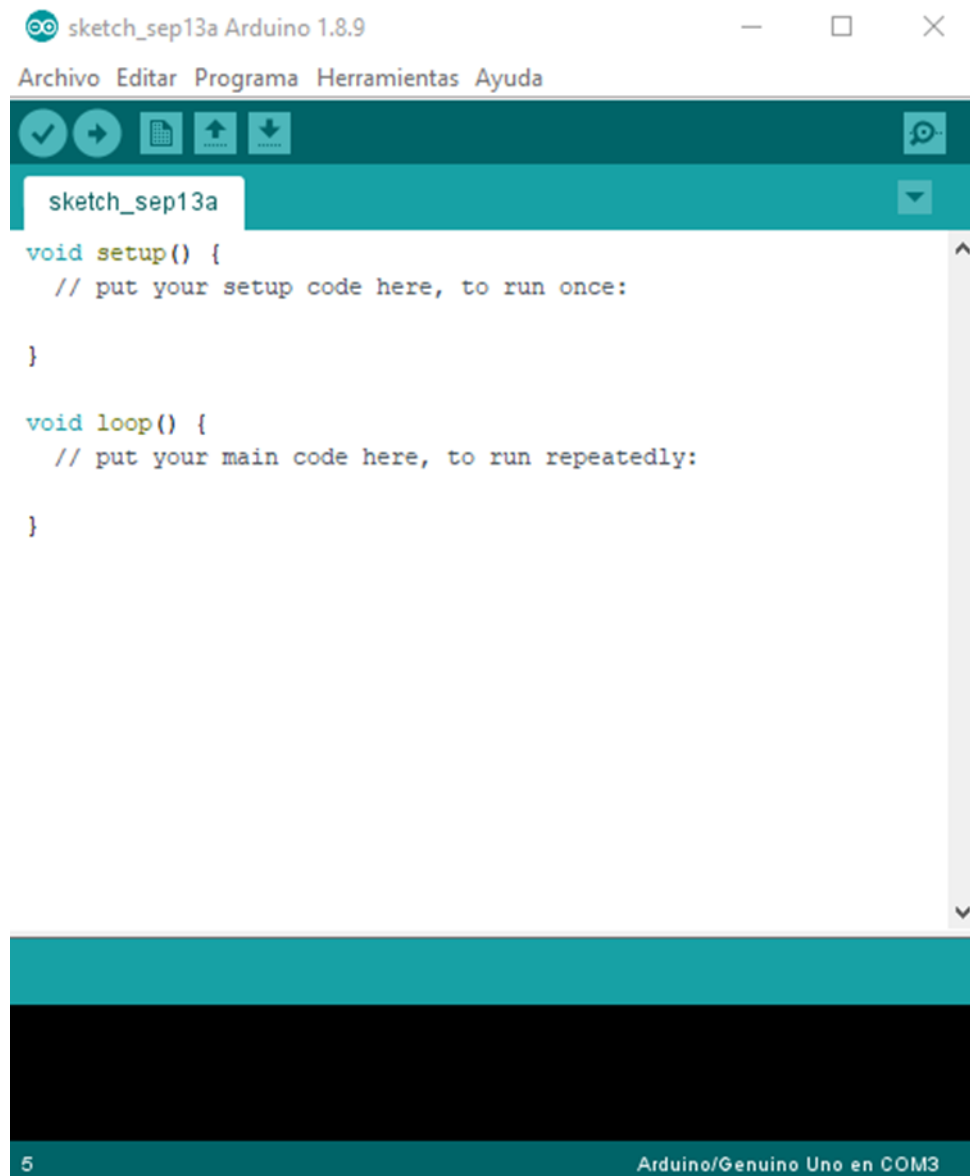 sketch_sep13a Arduino 1.8.9
Archivo Editar Programa Herramientas Ayuda
sketch_sep13a
void setup() {
// put your setup code here, to run once:
}
void loop() {
// put your main code here, to run repeatedly:
}
5 Arduino/Genuino Uno en COM3